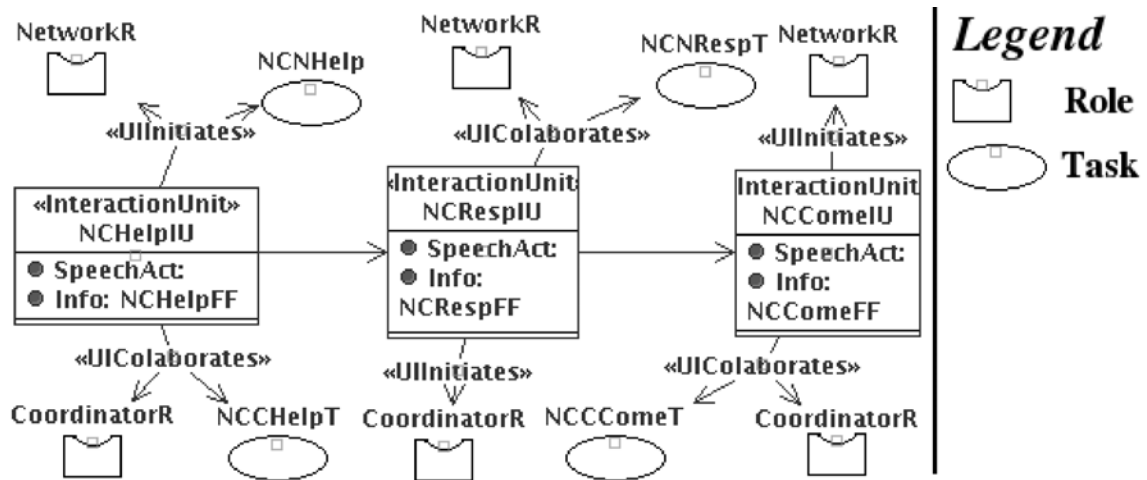 NetworkR
NCNHelp
«UIInitiates»
«InteractionUnit»
NCHelpIU
SpeechAct:
Info: NCHelpFF
«UIColaborates»
CoordinatorR
NCCHelpT
NetworkR
NCNRespT
«UIColaborates»
«InteractionUnit
NCRespIU
SpeechAct:
Info:
NCRespFF
«UIInitiates»
CoordinatorR
NetworkR
«UIInitiates»
InteractionUnit
NCComeIU
SpeechAct:
Info:
NCComeFF
«UIColaborates»
NCCComeT
CoordinatorR
Legend
Role
Task